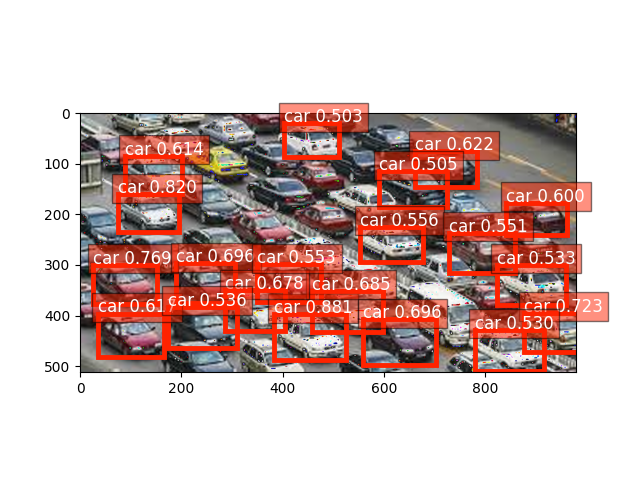 car 0.503
car 0.622
car 0.614
car 0.505
car 0.820
car 0.600
car 0.556
car 0.551
car 0.769
car 0.696
car 0.553
car 0.533
car 0.678
car 0.685
car 0.61
car 0.536
car 0.881
car 0.696
car 0.723
car 0.530
0
100
200
300
400
500
0
200
400
600
800